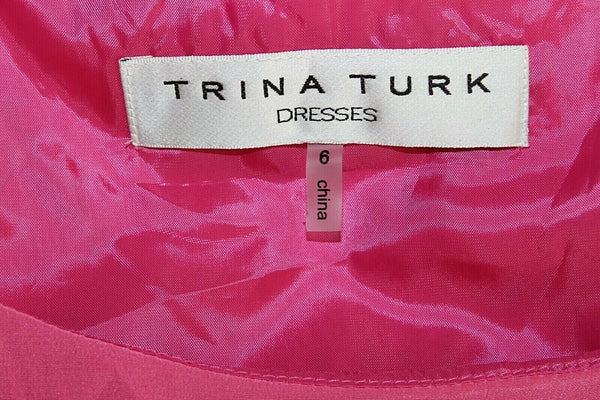 TRINA TURK
DRESSES
6
china